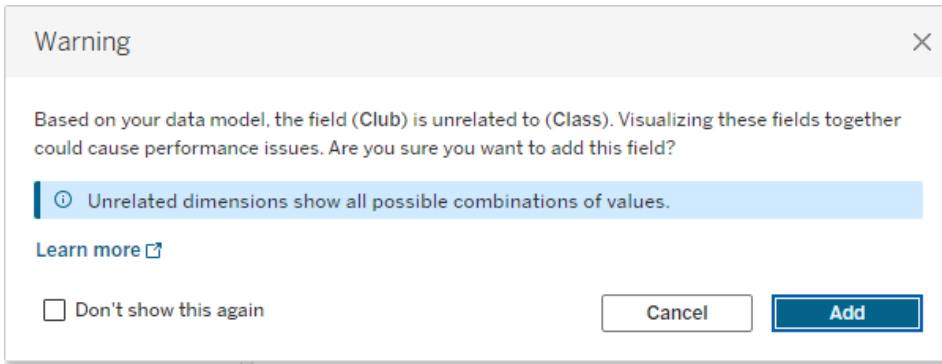 Warning
Based on your data model, the field (Club) is unrelated to (Class). Visualizing these fields together
could cause performance issues. Are you sure you want to add this field?
Unrelated dimensions show all possible combinations of values.
Learn more
Don't show this again
Cancel
Add